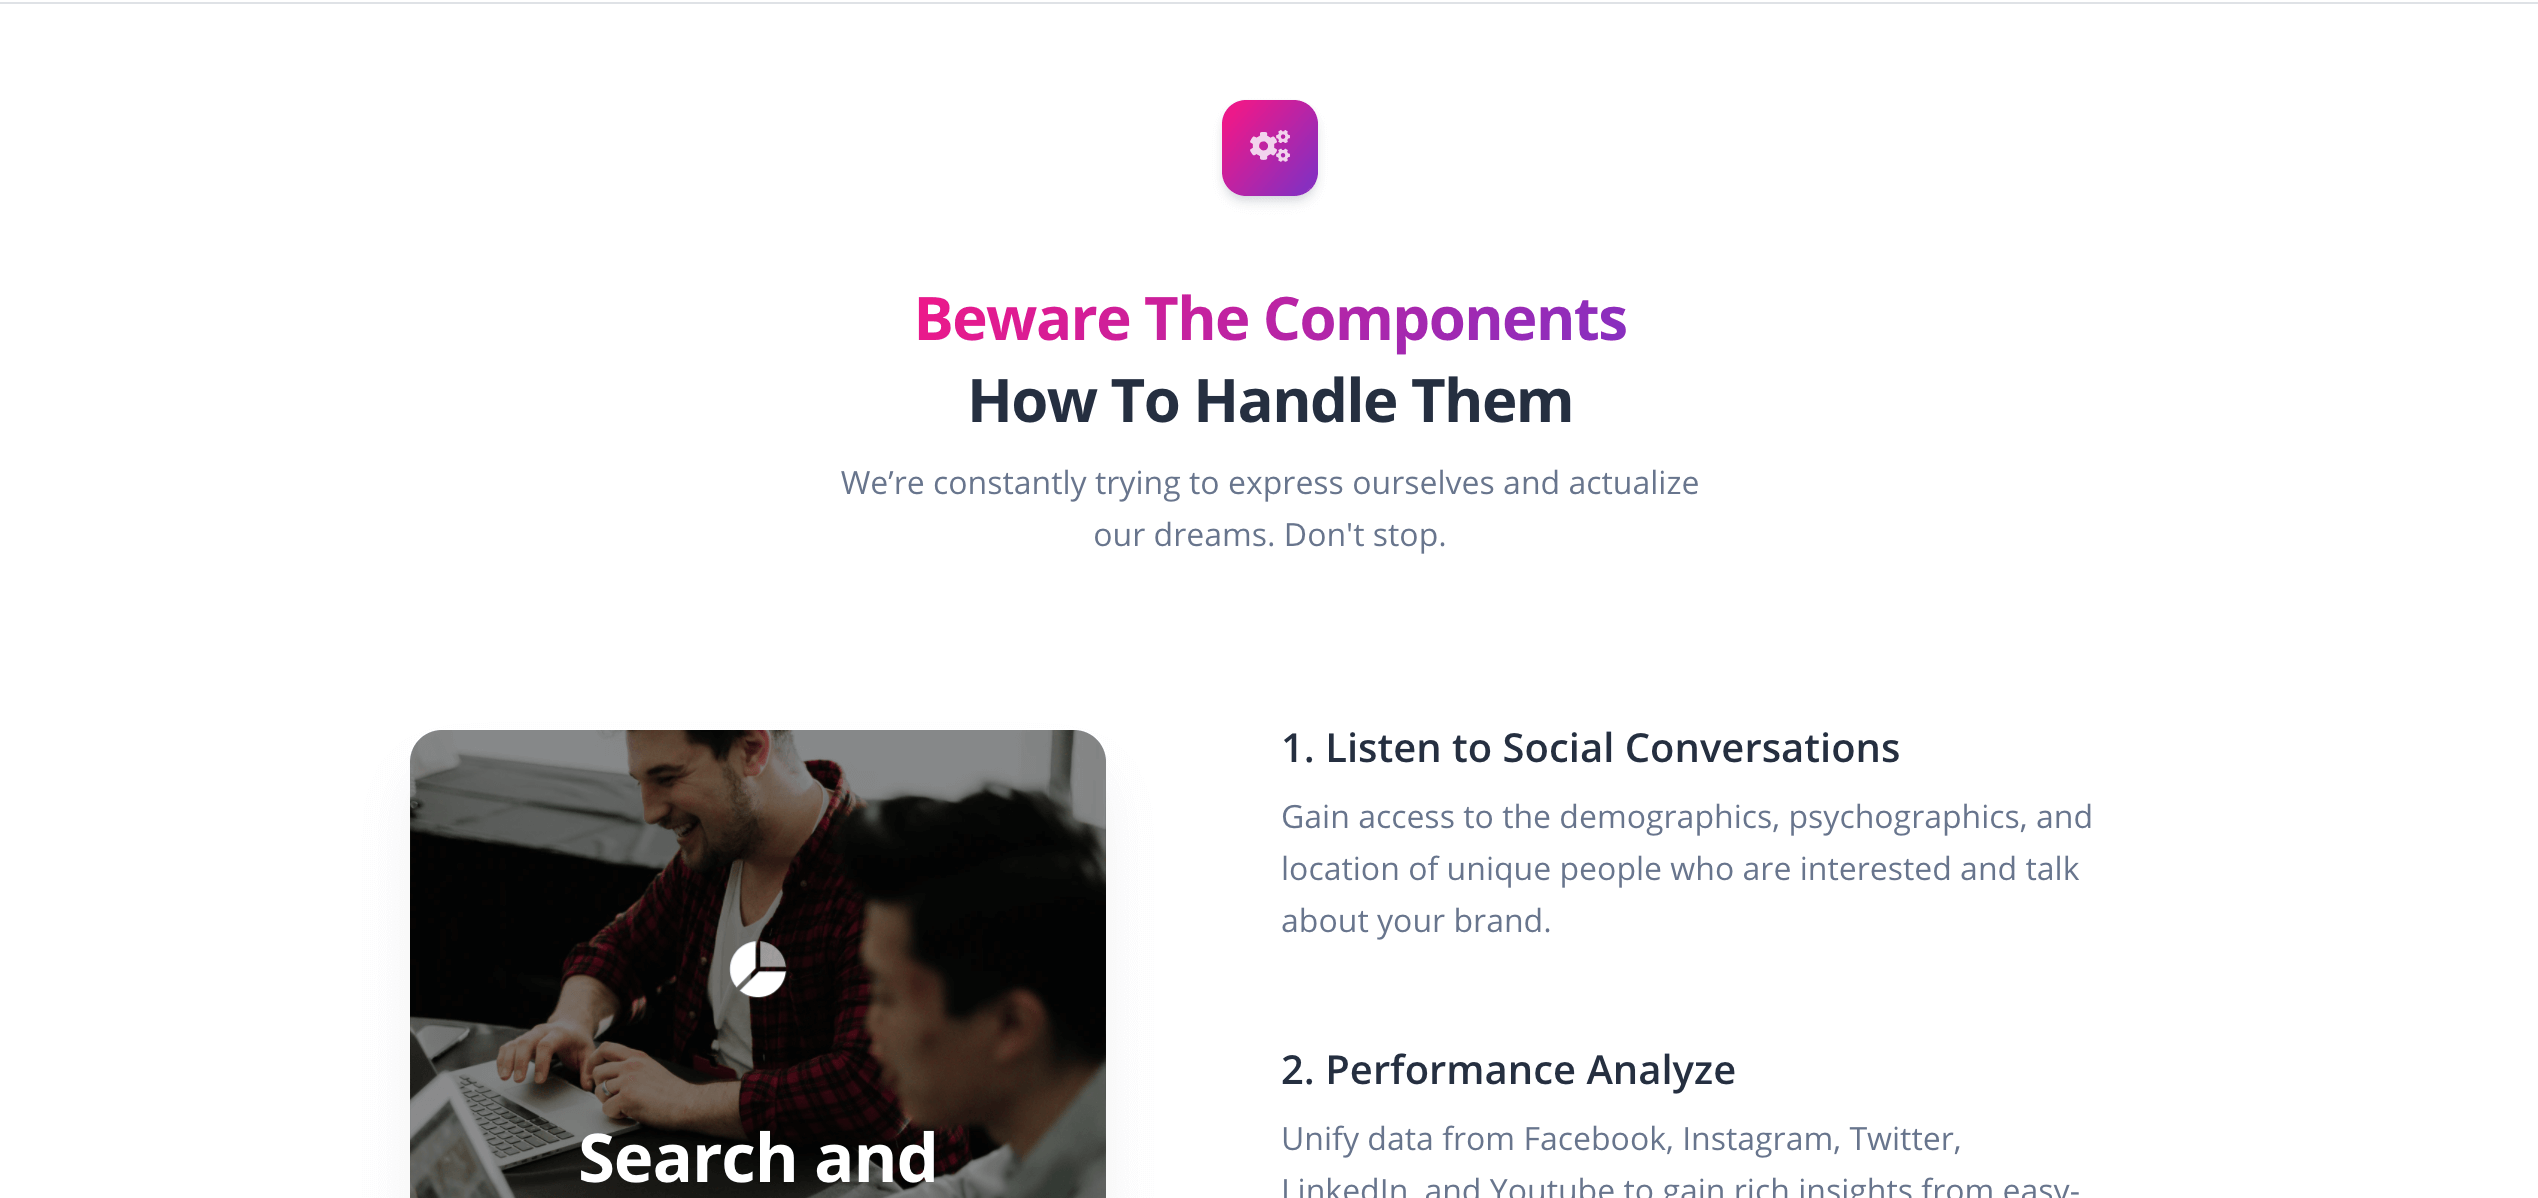 Beware The Components
How To Handle Them
We’re constantly trying to express ourselves and actualize
our dreams. Don't stop.
Search and
1. Listen to Social Conversations
Gain access to the demographics, psychographics, and
location of unique people who are interested and talk
about your brand.
2. Performance Analyze
Unify data from Facebook, Instagram, Twitter,
LinkedIn, and Youtube to gain rich insights from easy-